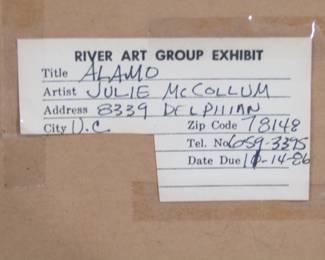 RIVER ART GROUP EXHIBIT
Title ALAMO
Artist JULIE McCOLLUM
Address 8339 DELPHIAN
City U.C. Zip Code 78148
Tel. No. 659-3395
Date Due 10-14-86